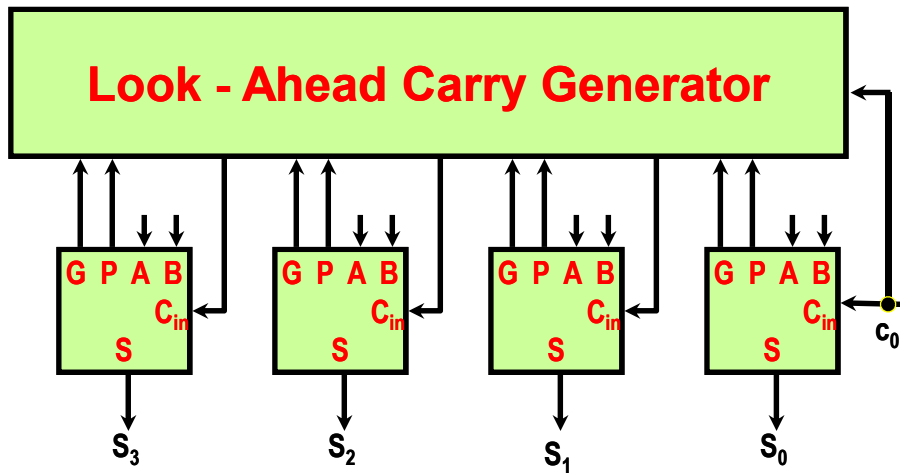 Look - Ahead Carry Generator
G P A B G P A B G P A B G P A B
Cin Cin Cin Cin
c0
S S S S
S3 S2 S1 S0